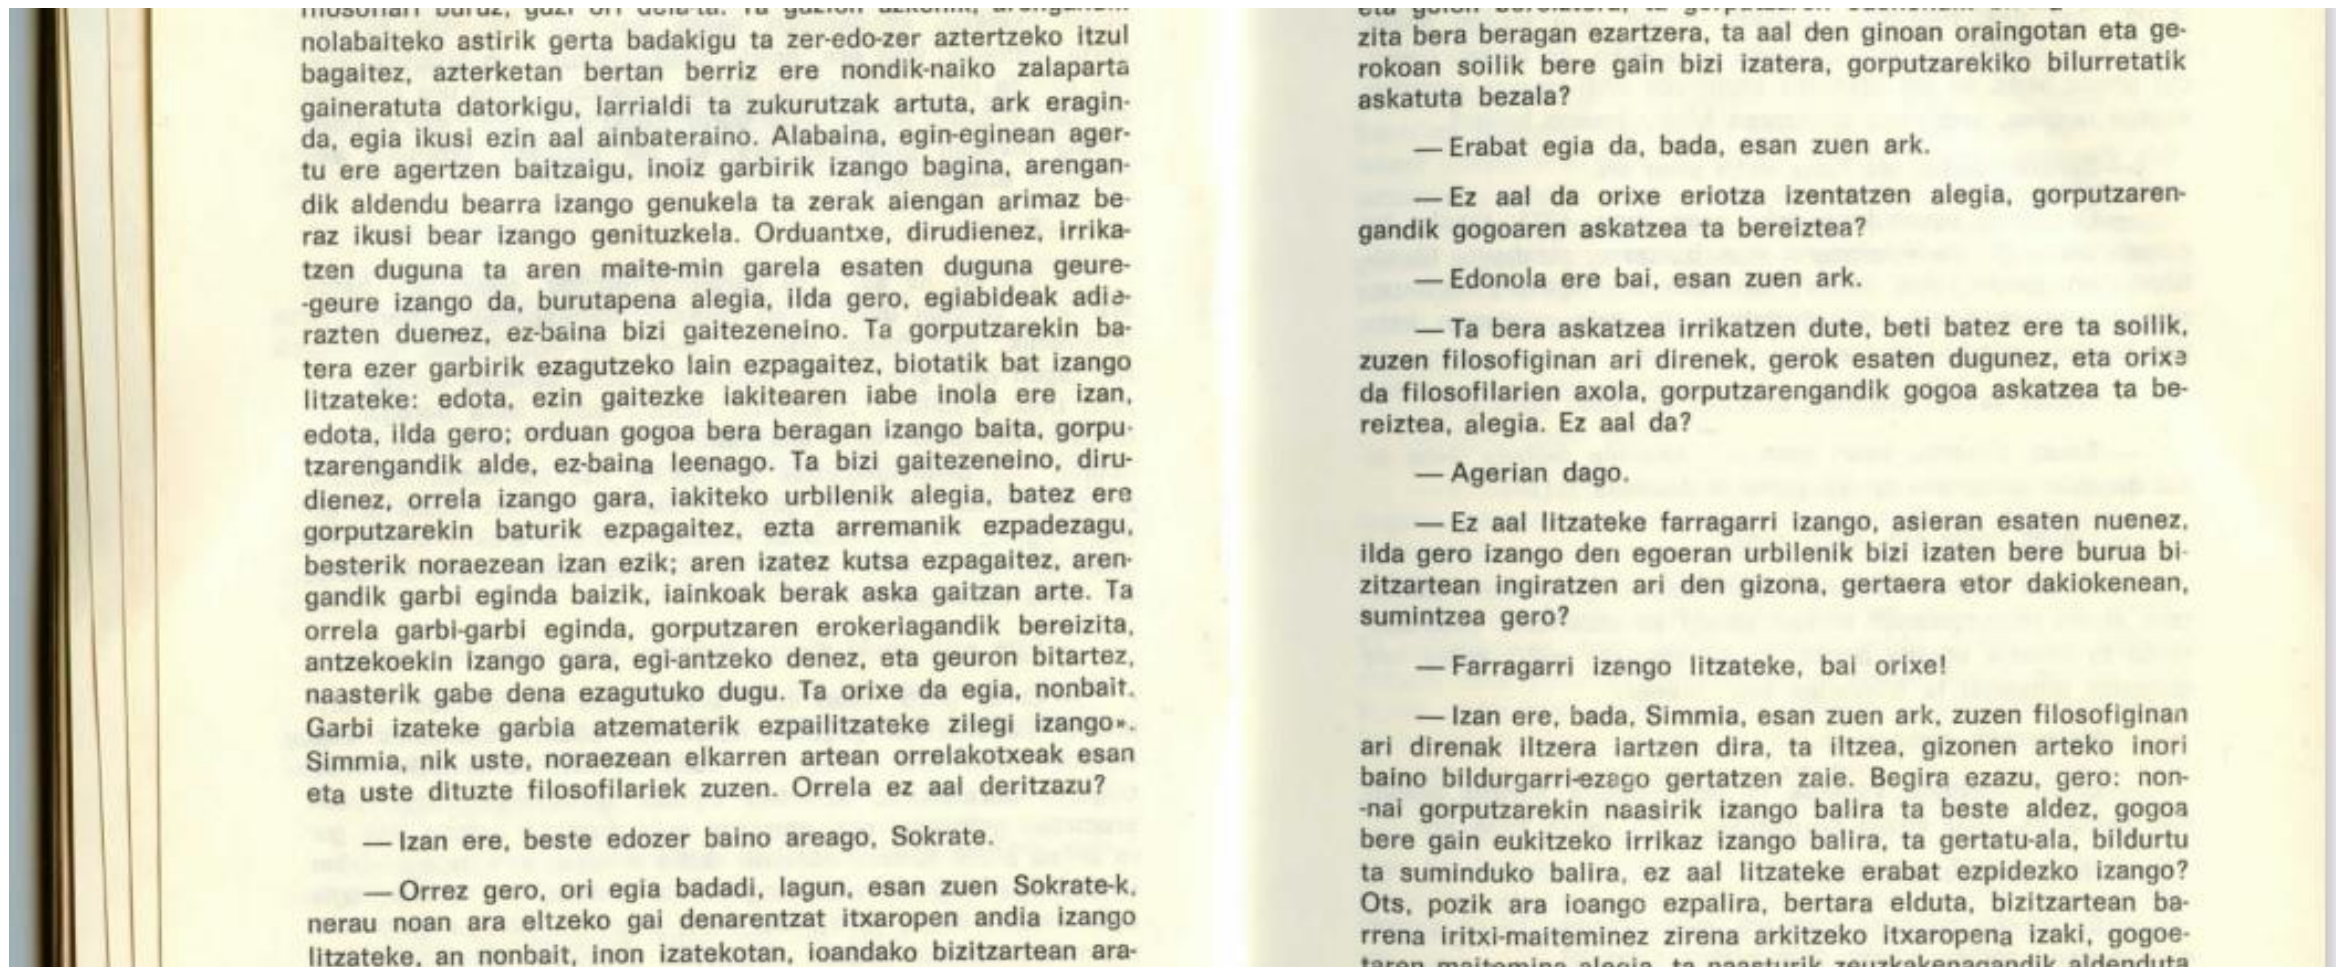 nolabaiteko astirik gerta badakigu ta zer-edo-zer aztertzeko itzul
bagaitez, azterketan bertan berriz ere nondik-naiko zalaparta
gaineratuta datorkigu, larrialdi ta zukurutzak artuta, ark eragin-
da, egia ikusi ezin aal ainbateraino. Alabaina, egin-eginean ager-
tu ere agertzen baitzaigu, inoiz garbirik izango bagina, arengan-
dik aldendu bearra izango genukela ta zerak aiengan arimaz be-
raz ikusi bear izango genituzkela. Orduantxe, dirudienez, irrika-
tzen duguna ta aren maite-min garela esaten duguna geure-
-geure izango da, burutapena alegia, ilda gero, egiabideak adia-
razten duenez, ez-baina bizi gaitezeneino. Ta gorputzarekin ba-
tera ezer garbirik ezagutzeko lain ezpagaitez, biotatik bat izango
litzateke: edota, ezin gaitezke iakitearen iabe inola ere izan,
edota, ilda gero; orduan gogoa bera beragan izango baita, gorpu-
tzarengandik alde, ez-baina leenago. Ta bizi gaitezeneino, diru-
dienez, orrela izango gara, iakiteko urbilenik alegia, batez ere
gorputzarekin baturik ezpagaitez, ezta arremanik ezpadezagu,
besterik noraezean izan ezik; aren izatez kutsa ezpagaitez, aren-
gandik garbi eginda baizik, iainkoak berak aska gaitzan arte. Ta
orrela garbi-garbi eginda, gorputzaren erokeriagandik bereizita,
antzekoekin izango gara, egi-antzeko denez, eta geuron bitartez,
naasterik gabe dena ezagutuko dugu. Ta orixe da egia, nonbait.
Garbi izateke garbia atzematerik ezpailitzateke zilegi izango».
Simmia, nik uste, noraezean elkarren artean orrelakotxeak esan
eta uste dituzte filosofilariek zuzen. Orrela ez aal deritzazu?
— Izan ere, beste edozer baino areago, Sokrate.
— Orrez gero, ori egia badadi, lagun, esan zuen Sokrate-k,
nerau noan ara eltzeko gai denarentzat itxaropen andia izango
litzateke, an nonbait, inon izatekotan, ioandako bizitzartean ara-
zita bera beragan ezartzera, ta aal den ginoan oraingotan eta ge-
rokoan soilik bere gain bizi izatera, gorputzarekiko bilurretatik
askatuta bezala?
— Erabat egia da, bada, esan zuen ark.
— Ez aal da orixe eriotza izentatzen alegia, gorputzaren-
gandik gogoaren askatzea ta bereiztea?
— Edonola ere bai, esan zuen ark.
— Ta bera askatzea irrikatzen dute, beti batez ere ta soilik,
zuzen filosofiginan ari direnek, gerok esaten dugunez, eta orixe
da filosofilarien axola, gorputzarengandik gogoa askatzea ta be-
reiztea, alegia. Ez aal da?
— Agerian dago.
— Ez aal litzateke farragarri izango, asieran esaten nuenez,
ilda gero izango den egoeran urbilenik bizi izaten bere burua bi-
zitzartean ingiratzen ari den gizona, gertaera etor dakiokenean,
sumintzea gero?
— Farragarri izango litzateke, bai orixe!
— Izan ere, bada, Simmia, esan zuen ark, zuzen filosofiginan
ari direnak iltzera iartzen dira, ta iltzea, gizonen arteko inori
baino bildurgarri-ezago gertatzen zaie. Begira ezazu, gero: non-
-nai gorputzarekin naasirik izango balira ta beste aldez, gogoa
bere gain eukitzeko irrikaz izango balira, ta gertatu-ala, bildurtu
ta suminduko balira, ez aal litzateke erabat ezpidezko izango?
Ots, pozik ara ioango ezpalira, bertara elduta, bizitzartean ba-
rrena iritxi-maiteminez zirena arkitzeko itxaropena izaki, gogoe-
taren maitemina alegia, ta naasturik zeuzkakenagandik aldenduta